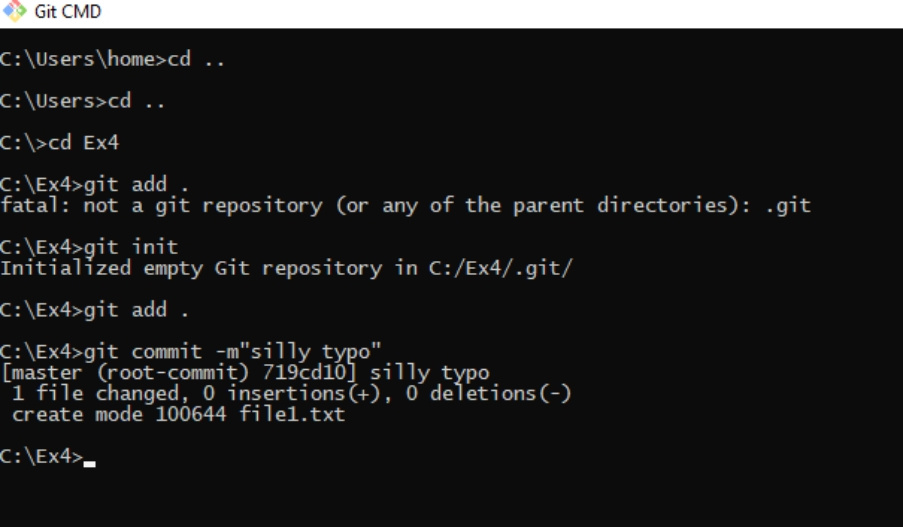 Git CMD
C:\Users\home>cd ..
C:\Users>cd ..
C:\>cd Ex4
C:\Ex4>git add .
fatal: not a git repository (or any of the parent directories): .git
C:\Ex4>git init
Initialized empty Git repository in C:/Ex4/.git/
C:\Ex4>git add .
C:\Ex4>git commit -m"silly typo"
[master (root-commit) 719cd10] silly typo
 1 file changed, 0 insertions(+), 0 deletions(-)
 create mode 100644 file1.txt
C:\Ex4>